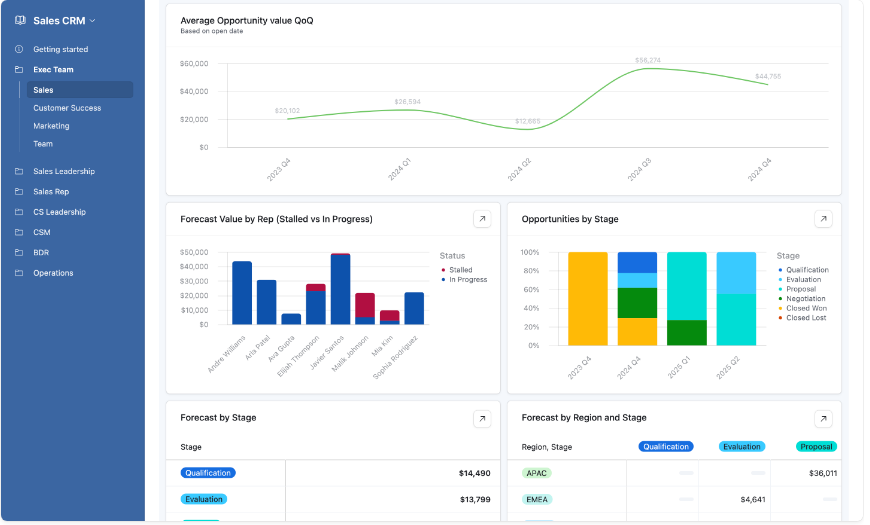 Sales CRM
Getting started
Exec Team
Sales
Customer Success
Marketing
Team
Sales Leadership
Sales Rep
CS Leadership
CSM
BDR
Operations
Average Opportunity value QoQ
Based on open date
$60,000
$40,000
$20,000
$0
$20,102
$26,594
$12,665
$56,274
$44,756
2023 Q4
2024 Q1
2024 Q2
2024 Q3
2024 Q4
Forecast Value by Rep (Stalled vs In Progress)
$50,000
$40,000
$30,000
$20,000
$10,000
$0
Andre Williams
Aria Patel
Ava Gupta
Elijah Thompson
Javier Santos
Malik Johnson
Mia Kim
Sophia Rodriguez
Status
Stalled
In Progress
Opportunities by Stage
100%
80%
60%
40%
20%
0%
2023 Q4
2024 Q4
2025 Q1
2025 Q2
Stage
Qualification
Evaluation
Proposal
Negotiation
Closed Won
Closed Lost
Forecast by Stage
Stage
Qualification $14,490
Evaluation $13,799
Forecast by Region and Stage
Region, Stage Qualification Evaluation Proposal
APAC $36,011
EMEA $4,641